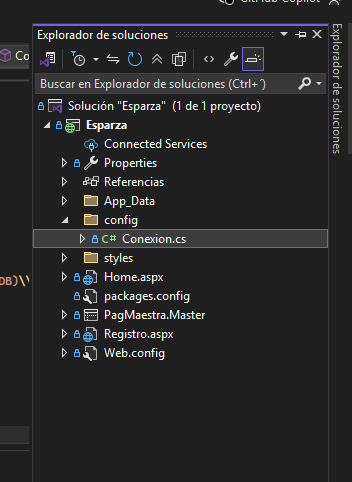 GitHub Copilot
Explorador de soluciones
Co
Buscar en Explorador de soluciones (Ctrl+´)
Solución "Esparza" (1 de 1 proyecto)
Esparza
Connected Services
Properties
Referencias
App_Data
config
C# Conexion.cs
styles
Home.aspx
packages.config
PagMaestra.Master
Registro.aspx
Web.config
DB)\\
Explorador de soluciones